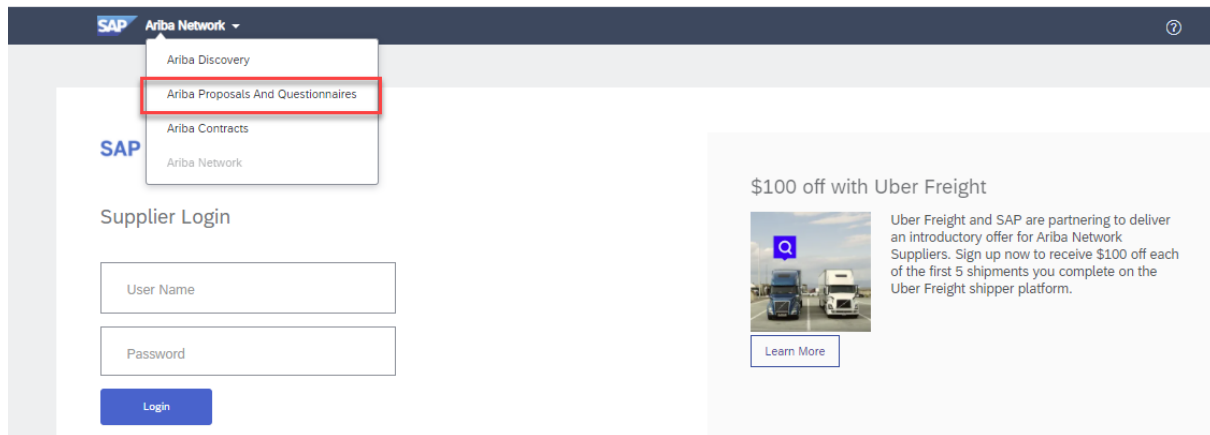 SAP Ariba Network
Ariba Discovery
Ariba Proposals And Questionnaires
Ariba Contracts
Ariba Network
SAP
Supplier Login
User Name
Password
Login
$100 off with Uber Freight
Uber Freight and SAP are partnering to deliver
an introductory offer for Ariba Network
Suppliers. Sign up now to receive $100 off each
of the first 5 shipments you complete on the
Uber Freight shipper platform.
Learn More